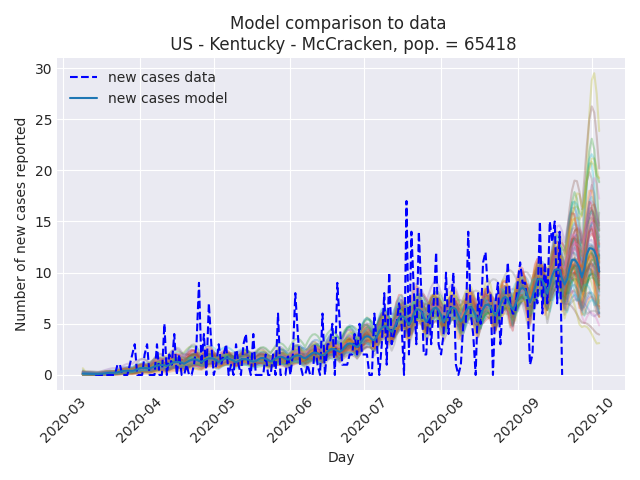 Model comparison to data
US - Kentucky - McCracken, pop. = 65418
new cases data
new cases model
Number of new cases reported
30
25
20
15
10
5
0
2020-03
2020-04
2020-05
2020-06
2020-07
2020-08
2020-09
2020-10
Day